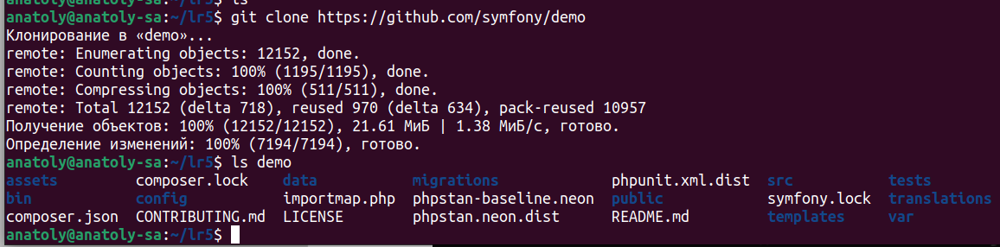 anatoly@anatoly-sa:~/lr5$ ls
anatoly@anatoly-sa:~/lr5$ git clone https://github.com/symfony/demo
Клонирование в «demo»...
remote: Enumerating objects: 12152, done.
remote: Counting objects: 100% (1195/1195), done.
remote: Compressing objects: 100% (511/511), done.
remote: Total 12152 (delta 718), reused 970 (delta 634), pack-reused 10957
Получение объектов: 100% (12152/12152), 21.61 МиБ | 1.38 МиБ/с, готово.
Определение изменений: 100% (7194/7194), готово.
anatoly@anatoly-sa:~/lr5$ ls demo
assets composer.lock data migrations phpunit.xml.dist src tests
bin config importmap.php phpstan-baseline.neon public symfony.lock translations
composer.json CONTRIBUTING.md LICENSE phpstan.neon.dist README.md templates var
anatoly@anatoly-sa:~/lr5$